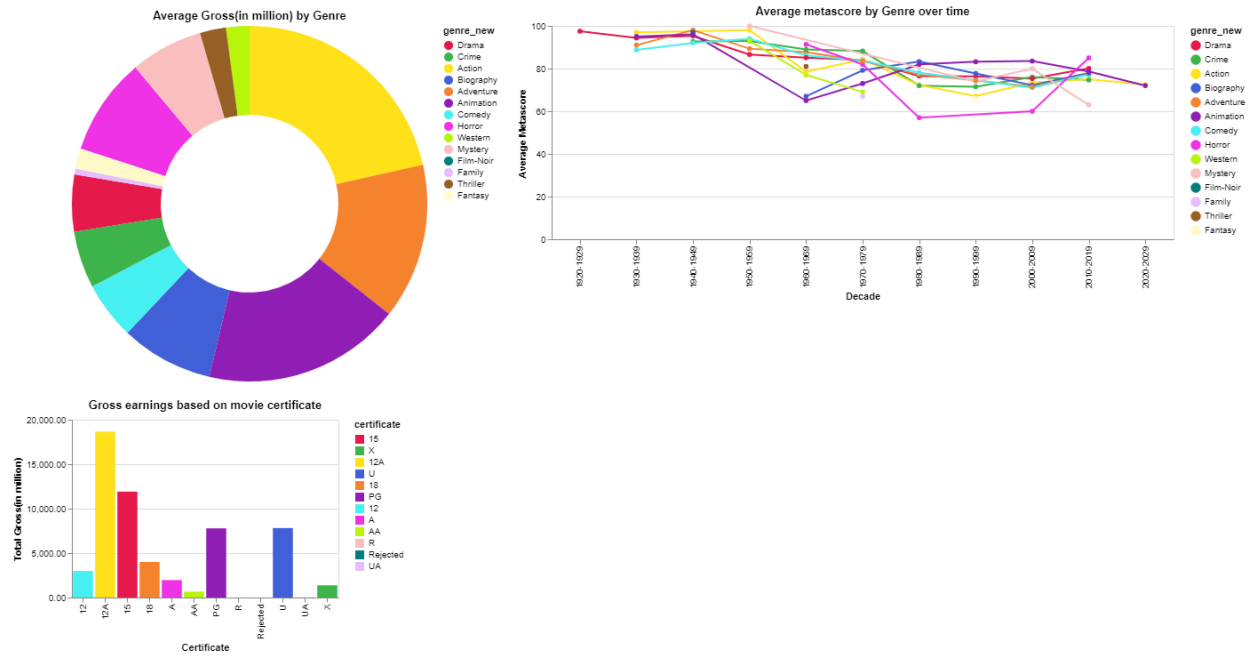 Average Gross(in million) by Genre
genre_new
Drama
Crime
Action
Biography
Adventure
Animation
Comedy
Horror
Western
Mystery
Film-Noir
Family
Thriller
Fantasy
Average metascore by Genre over time
Average Metascore
100
80
60
40
20
0
1920-1929
1930-1939
1940-1949
1950-1959
1960-1969
1970-1979
1980-1989
1990-1999
2000-2009
2010-2019
2020-2029
Decade
genre_new
Drama
Crime
Action
Biography
Adventure
Animation
Comedy
Horror
Western
Mystery
Film-Noir
Family
Thriller
Fantasy
Gross earnings based on movie certificate
Total Gross(in million)
20,000.00
15,000.00
10,000.00
5,000.00
0.00
12
12A
15
18
A
AA
PG
R
Rejected
U
UA
X
Certificate
certificate
15
X
12A
U
18
PG
12
A
AA
R
Rejected
UA